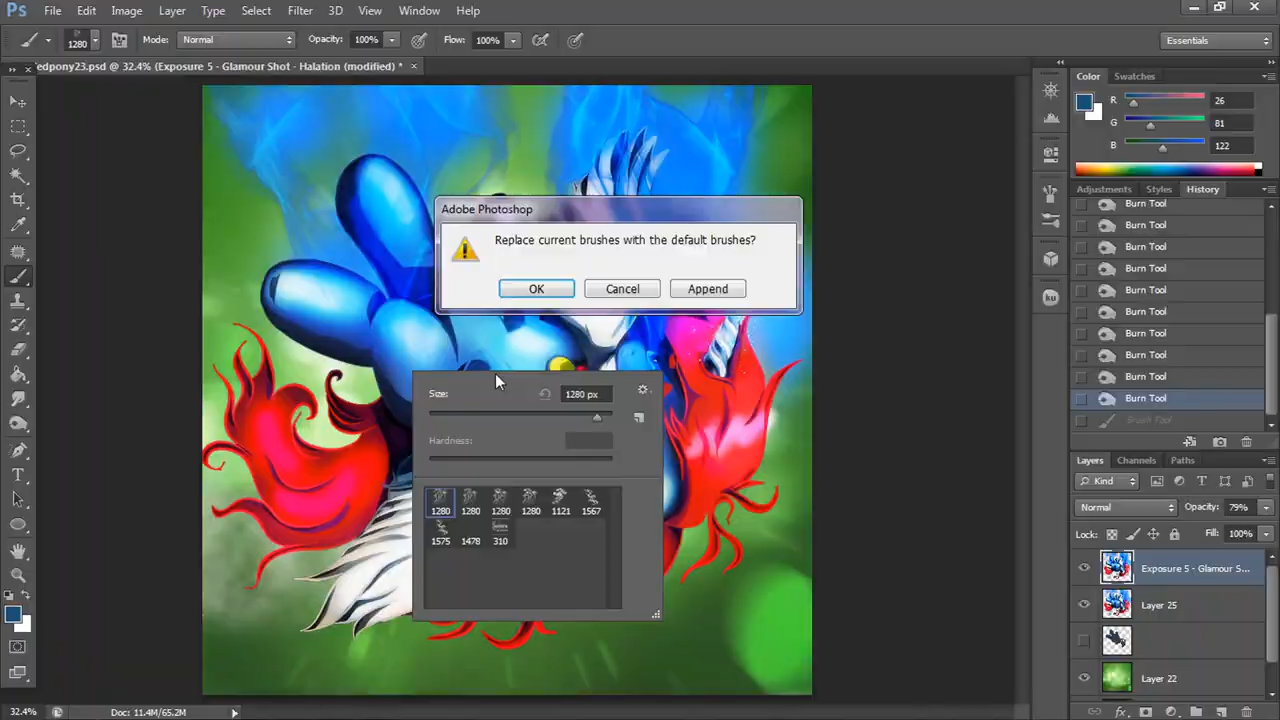 Ps File Edit Image Layer Type Select Filter 3D View Window Help
1280 Mode: Normal Opacity: 100% Flow: 100% Essentials
edpony23.psd @ 32.4% (Exposure 5 - Glamour Shot - Halation (modified) * ×
Color Swatches
R 26
G 81
B 122
Adjustments Styles History
Burn Tool
Burn Tool
Burn Tool
Burn Tool
Burn Tool
Burn Tool
Burn Tool
Burn Tool
Burn Tool
Burn Tool
Brush Tool
Adobe Photoshop
Replace current brushes with the default brushes?
OK Cancel Append
Size: 1280 px
Hardness:
1280 1280 1280 1280 1121 1567
1575 1478 310
Layers Channels Paths
Kind
Normal Opacity: 79%
Lock: Fill: 100%
Exposure 5 - Glamour S...
Layer 25
Layer 22
fx
32.4% Doc: 11.4M/65.2M